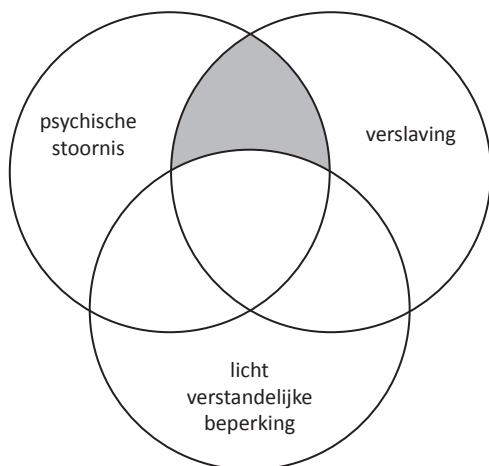 psychische
stoornis
verslaving
licht
verstandelijke
beperking